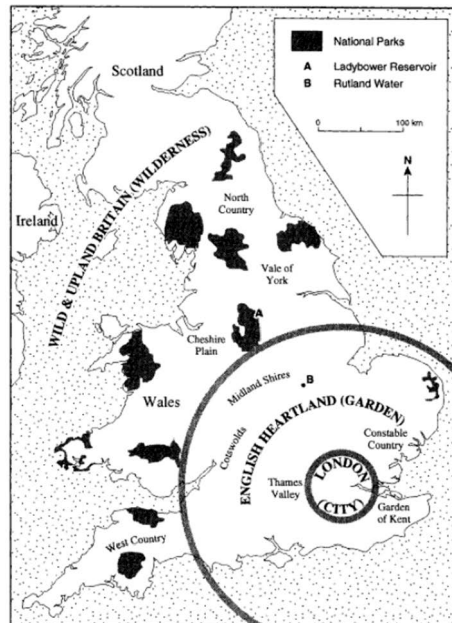 National Parks
A Ladybower Reservoir
B Rutland Water
0 100 km
N
Scotland
WILD & UPLAND BRITAIN (WILDERNESS)
Ireland
North
Country
Vale of
York
A
Cheshire
Plain
Midland Shires
B
Wales
ENGLISH HEARTLAND (GARDEN)
Constable
Country
Cotswolds
LONDON
(CITY)
Thames
Valley
Garden
of Kent
West Country